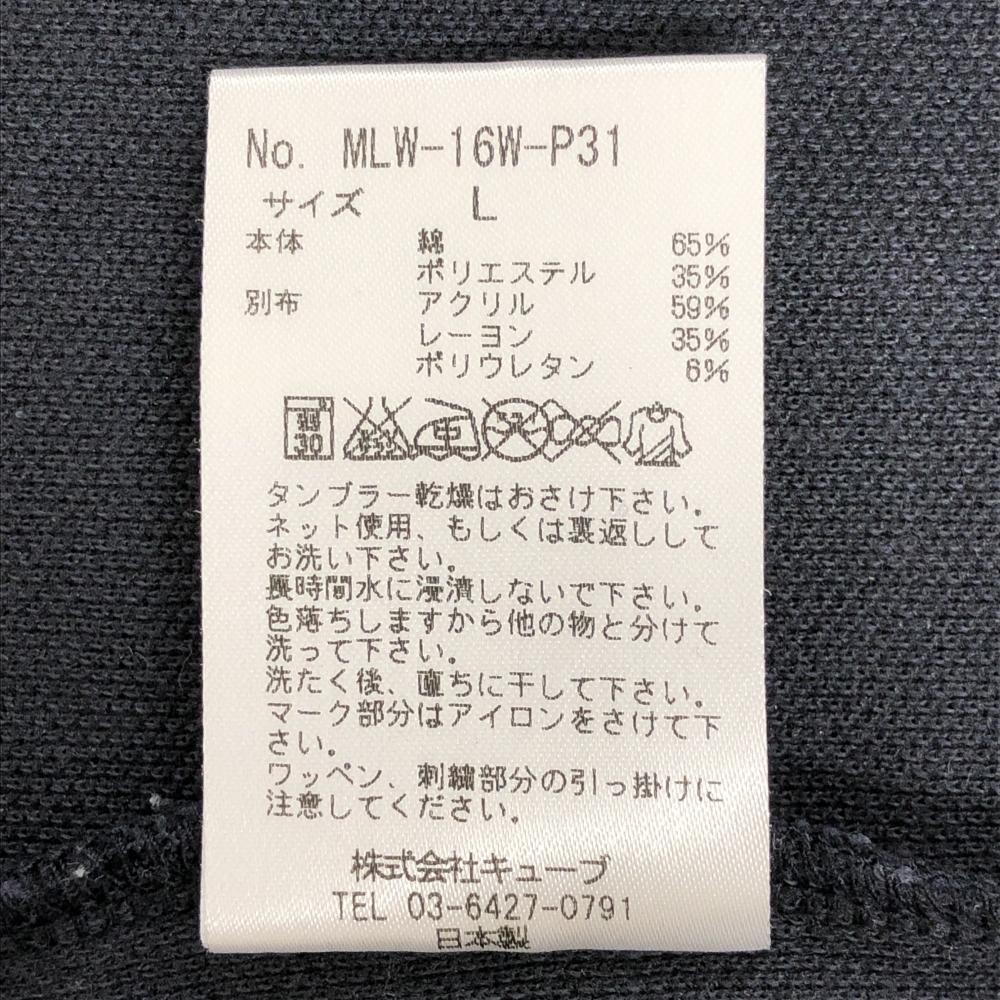 No. MLW-16W-P31
サイズ L
本体 綿 65%
ポリエステル 35%
別布 アクリル 59%
レーヨン 35%
ポリウレタン 6%
弱 30 中
タンブラー乾燥はおさけ下さい。
ネット使用、もしくは裏返しして
お洗い下さい。
長時間水に浸漬しないで下さい。
色落ちしますから他の物と分けて
洗って下さい。
洗たく後、直ちに干して下さい。
マーク部分はアイロンをさけて下
さい。
ワッペン、刺繍部分の引っ掛けに
注意してください。
株式会社キューブ
TEL 03-6427-0791
日本製